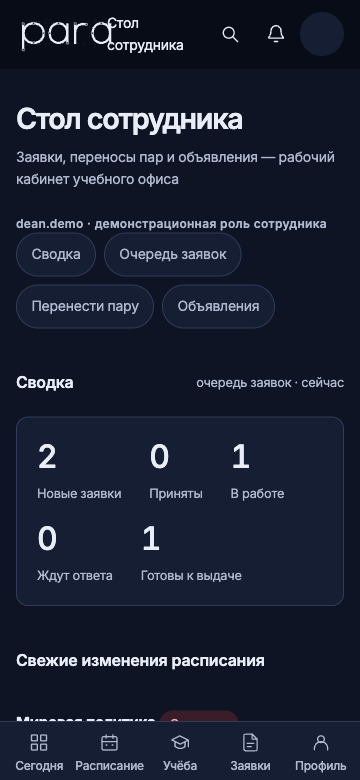 para
Стол
сотрудника
Стол сотрудника
Заявки, переносы пар и объявления — рабочий
кабинет учебного офиса
dean.demo · демонстрационная роль сотрудника
Сводка
Очередь заявок
Перенести пару
Объявления
Сводка
очередь заявок · сейчас
2
0
1
Новые заявки
Приняты
В работе
0
1
Ждут ответа
Готовы к выдаче
Свежие изменения расписания
Мировая политика
Сегодня
Расписание
Учёба
Заявки
Профиль